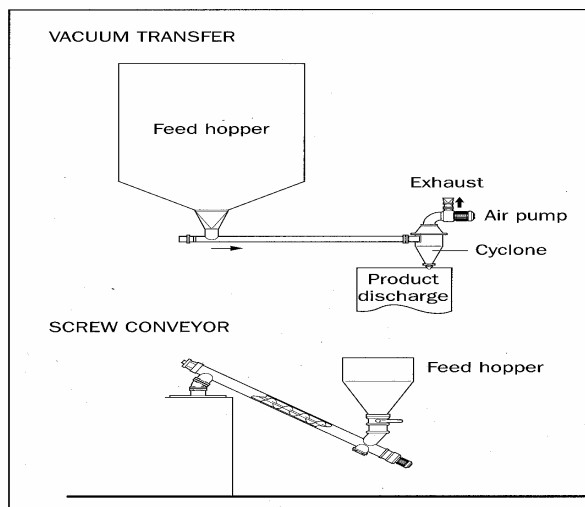 VACUUM TRANSFER
Feed hopper
Exhaust
Air pump
Cyclone
Product
discharge
SCREW CONVEYOR
Feed hopper